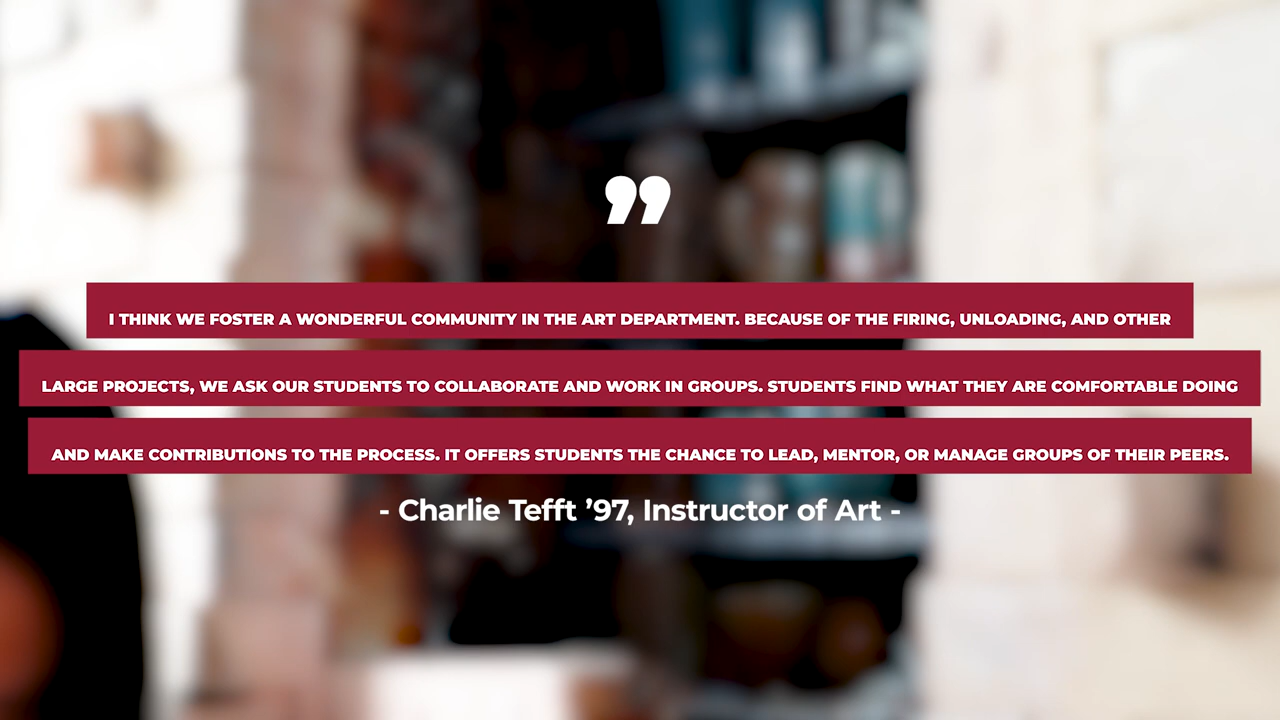 ”
I THINK WE FOSTER A WONDERFUL COMMUNITY IN THE ART DEPARTMENT. BECAUSE OF THE FIRING, UNLOADING, AND OTHER
LARGE PROJECTS, WE ASK OUR STUDENTS TO COLLABORATE AND WORK IN GROUPS. STUDENTS FIND WHAT THEY ARE COMFORTABLE DOING
AND MAKE CONTRIBUTIONS TO THE PROCESS. IT OFFERS STUDENTS THE CHANCE TO LEAD, MENTOR, OR MANAGE GROUPS OF THEIR PEERS.
- Charlie Tefft ’97, Instructor of Art -